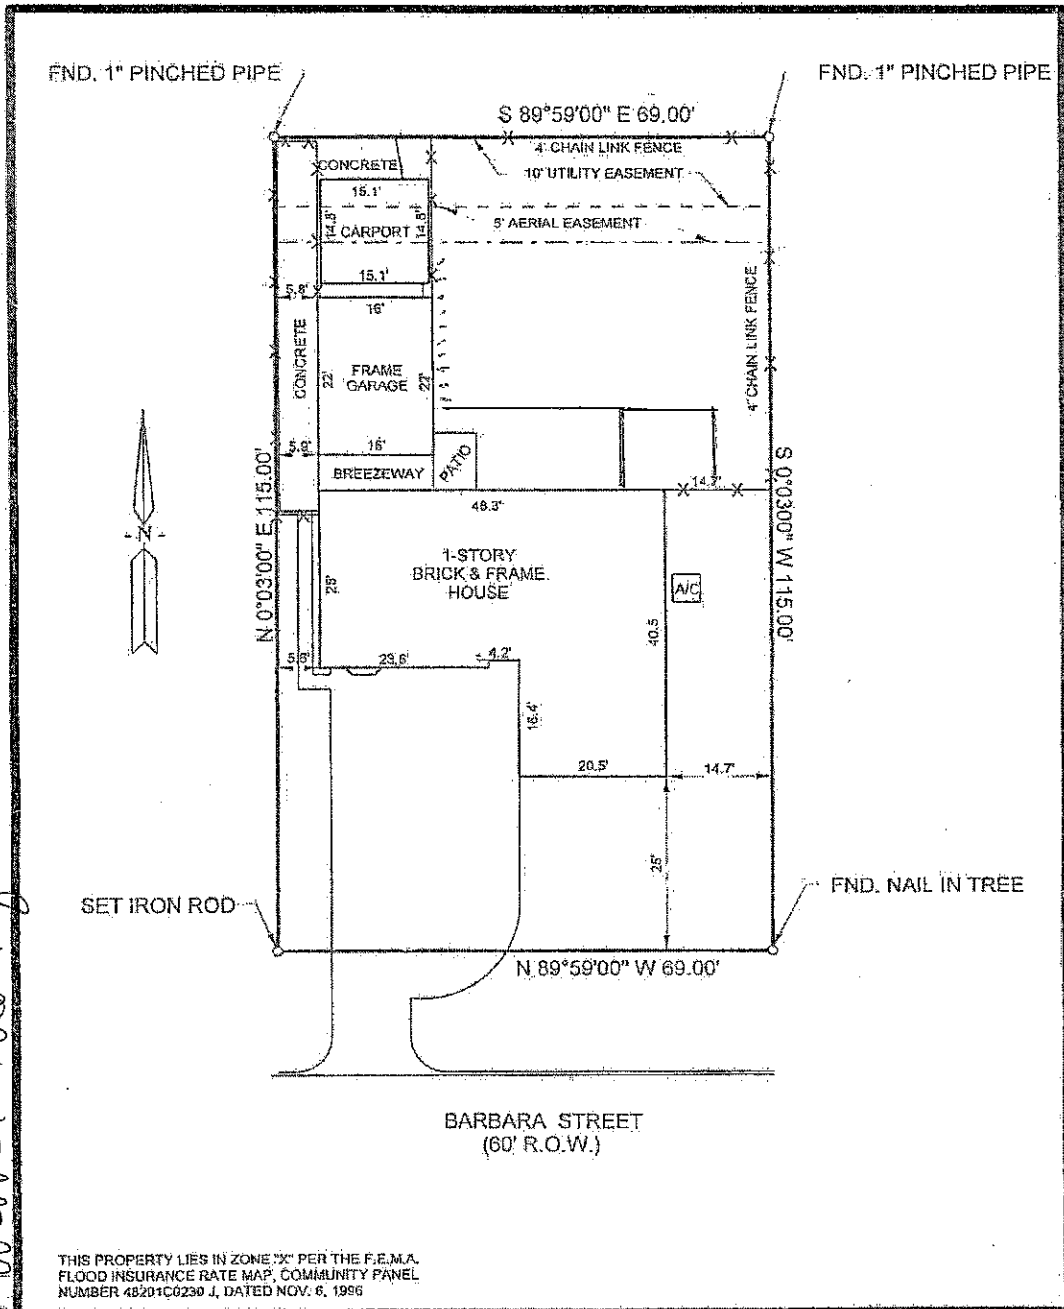 FND. 1" PINCHED PIPE
FND. 1" PINCHED PIPE
S 89°59'00" E 69.00'
4' CHAIN LINK FENCE
CONCRETE
10' UTILITY EASEMENT
15.1'
5' AERIAL EASEMENT
14.8'
CARPORT
14.8'
15.1'
5.8'
16'
4' CHAIN LINK FENCE
CONCRETE
22'
FRAME
GARAGE
22'
5.9'
16'
BREEZEWAY
PATIO
14.7'
48.3'
N 0°03'00" E 115.00'
S 0°03'00" W 115.00'
N
1-STORY
BRICK & FRAME
HOUSE
25'
A/C
40.5
29.6'
4.2'
16.4'
20.5'
14.7'
25'
SET IRON ROD
FND. NAIL IN TREE
N 89°59'00" W 69.00'
BARBARA STREET
(60' R.O.W.)
THIS PROPERTY LIES IN ZONE "X" PER THE F.E.M.A.
FLOOD INSURANCE RATE MAP, COMMUNITY PANEL
NUMBER 48201C0230 J, DATED NOV. 6, 1996